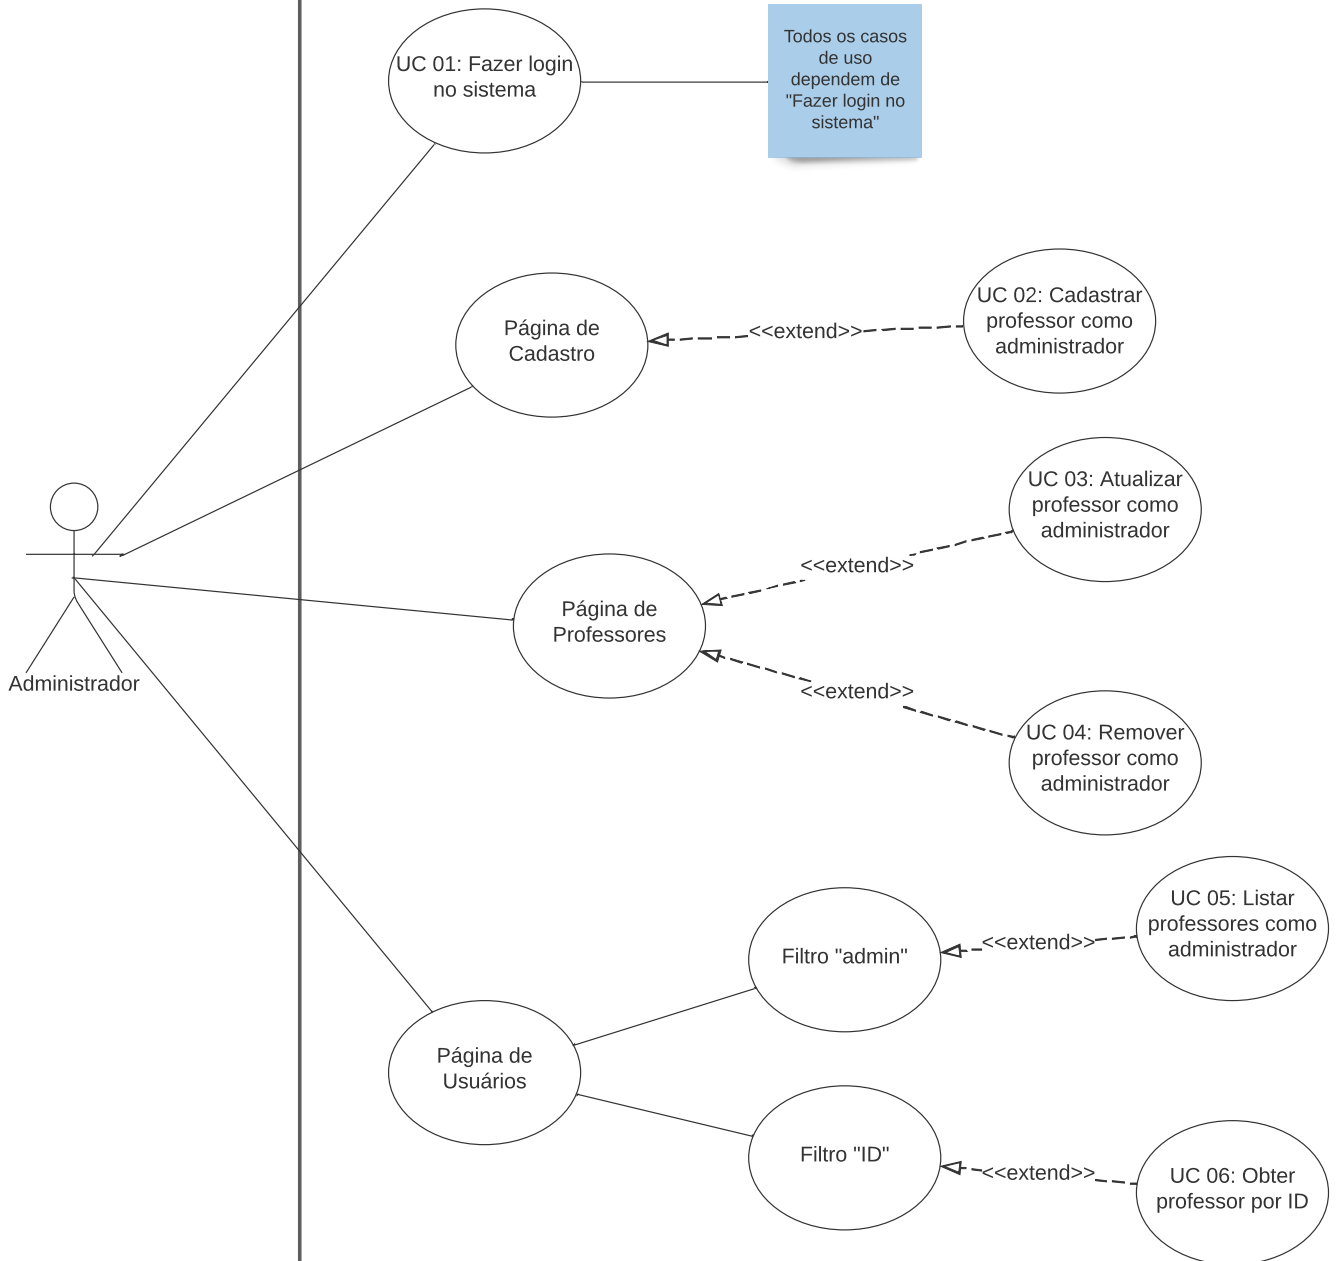 UC 01: Fazer login
no sistema
Todos os casos
de uso
dependem de
"Fazer login no
sistema"
Página de
Cadastro
<<extend>>
UC 02: Cadastrar
professor como
administrador
Administrador
Página de
Professores
<<extend>>
UC 03: Atualizar
professor como
administrador
<<extend>>
UC 04: Remover
professor como
administrador
Página de
Usuários
Filtro "admin"
<<extend>>
UC 05: Listar
professores como
administrador
Filtro "ID"
<<extend>>
UC 06: Obter
professor por ID